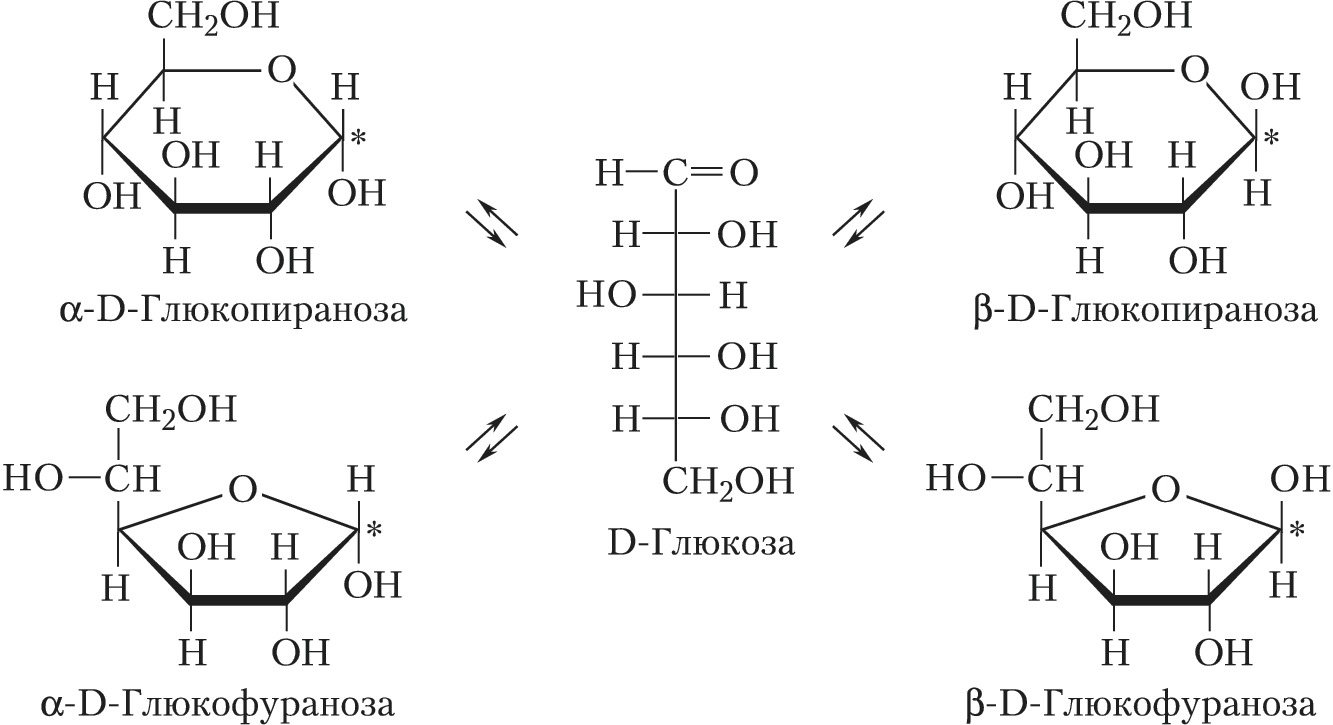 CH₂OH
O
H
H
H
*
OH
H
OH
OH
H
OH
α-D-Глюкопираноза
H—C=O
H OH
HO H
H OH
H OH
CH₂OH
D-Глюкоза
CH₂OH
O
H
OH
H
*
OH
H
OH
H
H
OH
β-D-Глюкопираноза
CH₂OH
HO—CH
O
H
*
OH
H
H
OH
H
OH
α-D-Глюкофураноза
CH₂OH
HO—CH
O
OH
*
OH
H
H
H
H
OH
β-D-Глюкофураноза